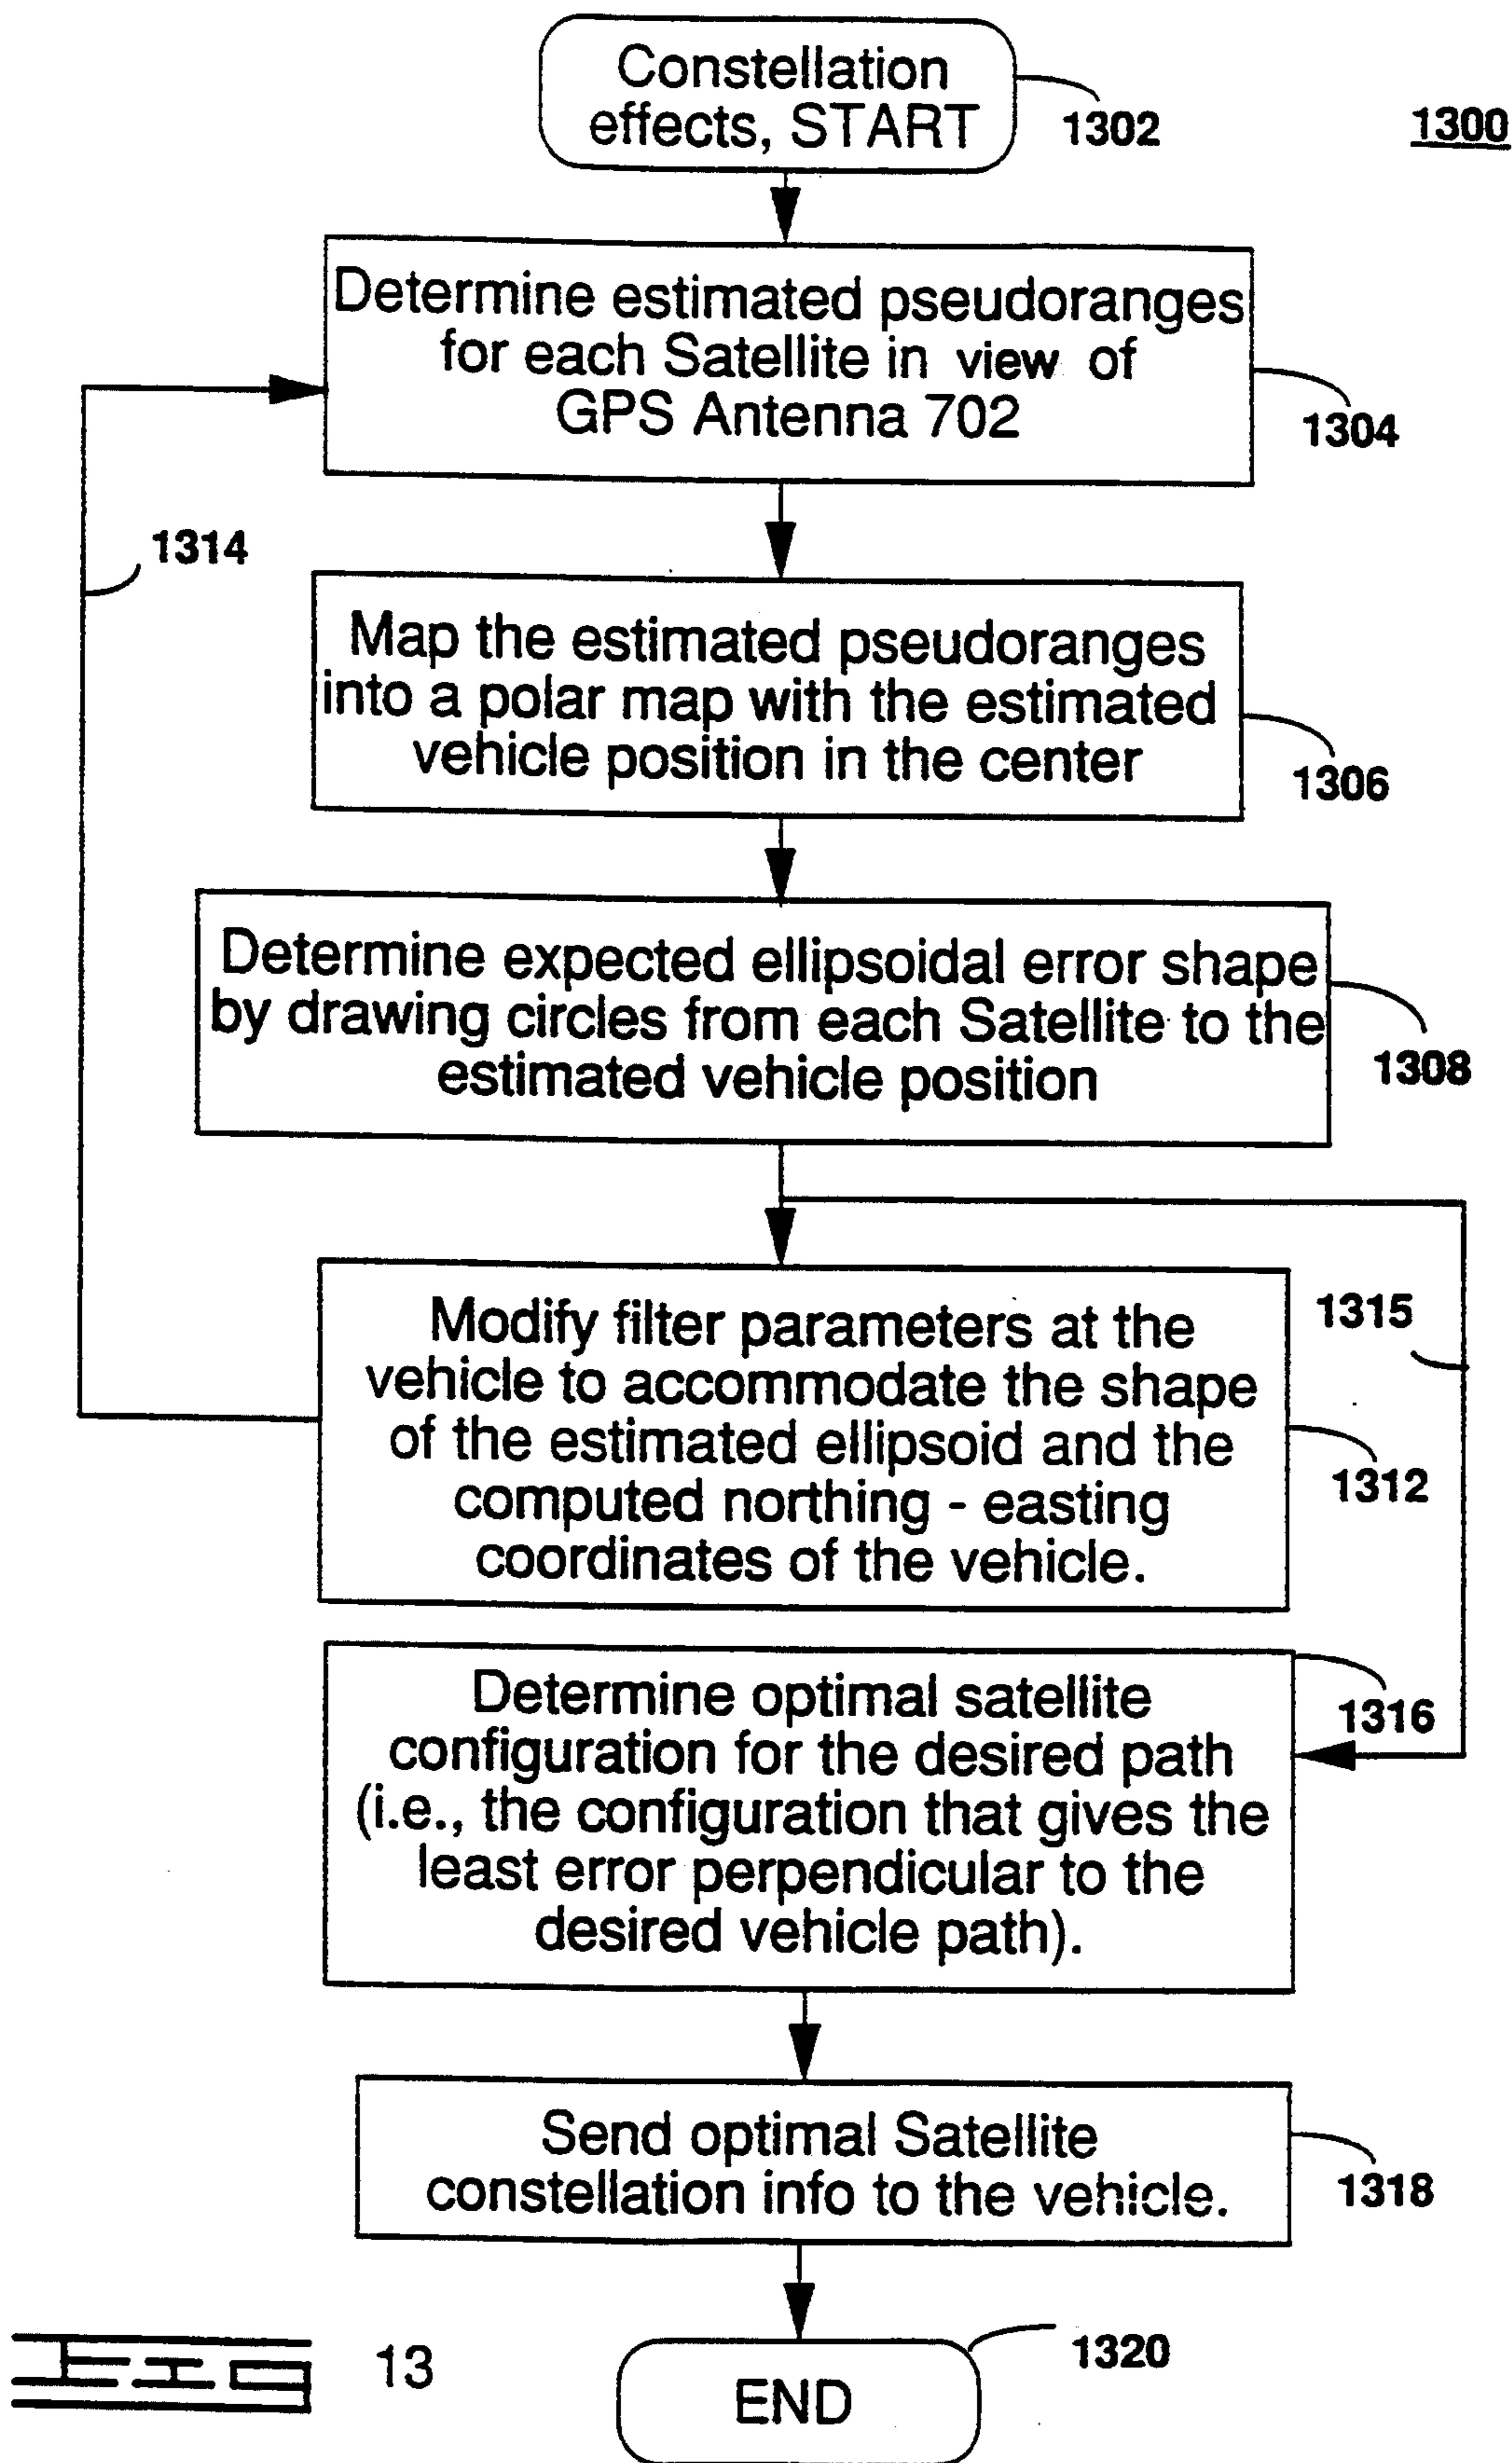 Constellation
effects, START
1302
1300
Determine estimated pseudoranges
for each Satellite in view of
GPS Antenna 702
1304
1314
Map the estimated pseudoranges
into a polar map with the estimated
vehicle position in the center
1306
Determine expected ellipsoidal error shape
by drawing circles from each Satellite to the
estimated vehicle position
1308
Modify filter parameters at the
vehicle to accommodate the shape
of the estimated ellipsoid and the
computed northing - easting
coordinates of the vehicle.
1315
1312
Determine optimal satellite
configuration for the desired path
(i.e., the configuration that gives the
least error perpendicular to the
desired vehicle path).
1316
Send optimal Satellite
constellation info to the vehicle.
1318
FIG 13
END
1320